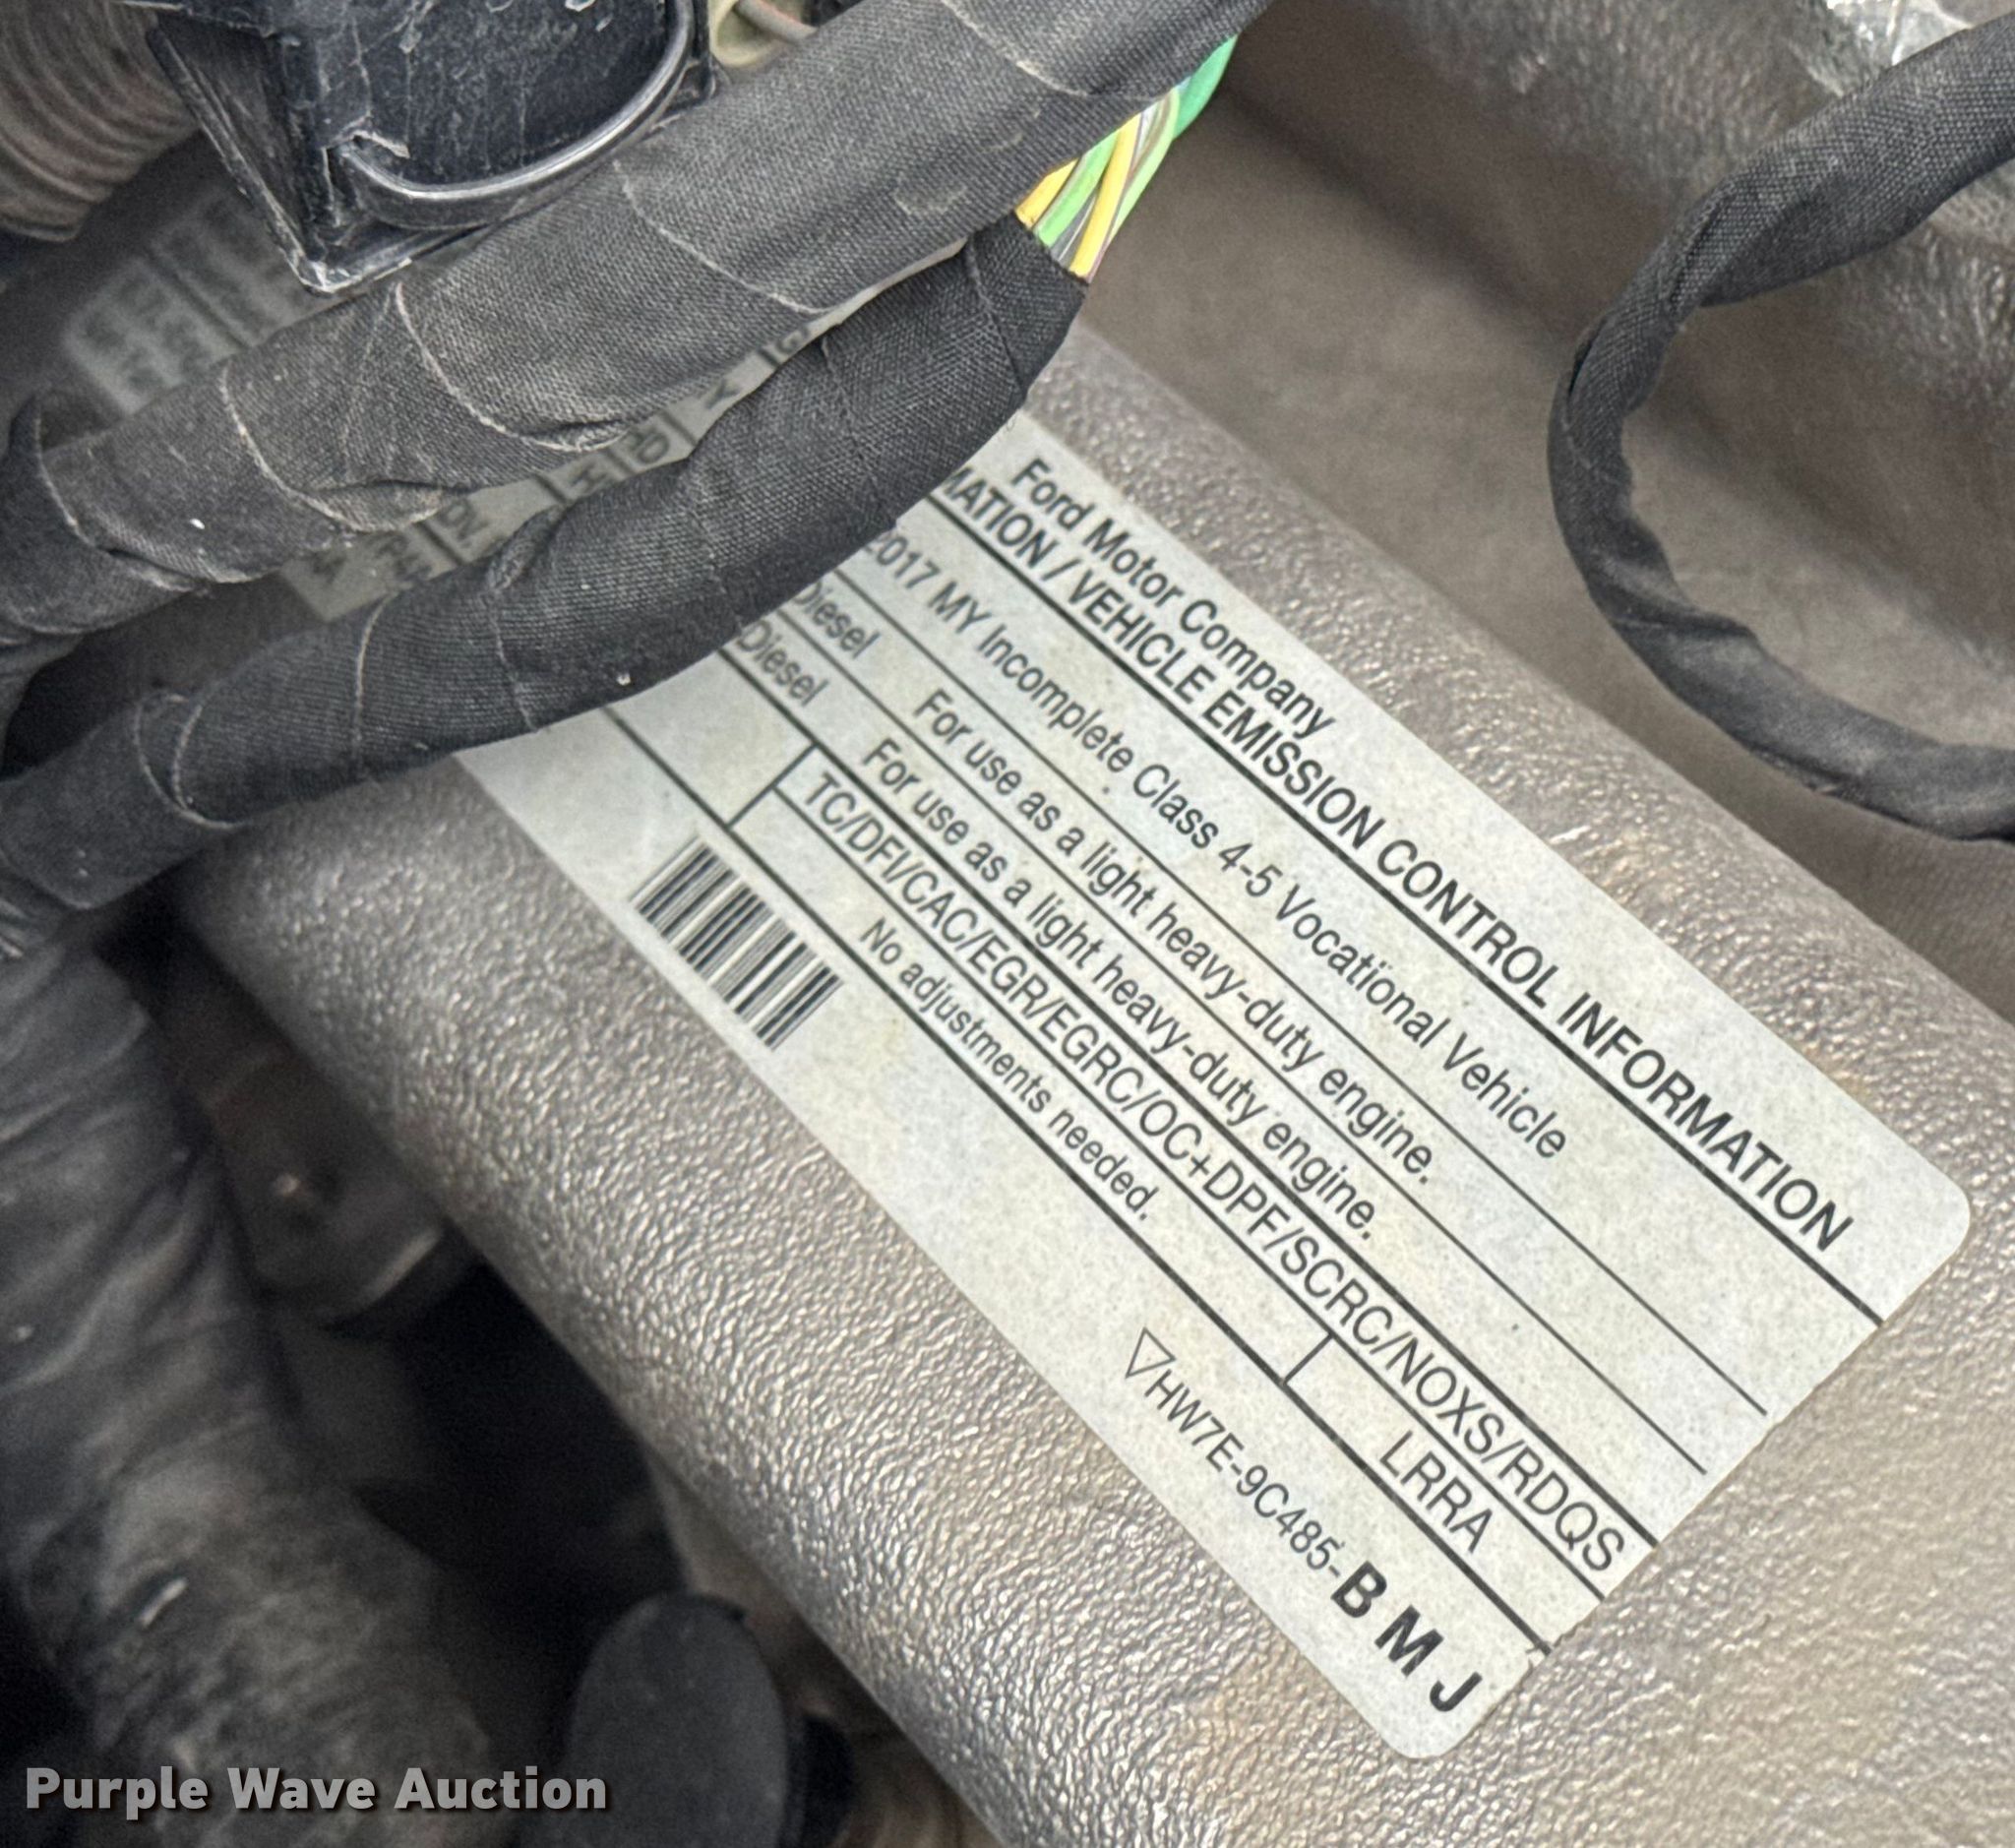 Ford Motor Company
MATION / VEHICLE EMISSION CONTROL INFORMATION
2017 MY Incomplete Class 4-5 Vocational Vehicle
Diesel For use as a light heavy-duty engine.
Diesel For use as a light heavy-duty engine.
TC/DFI/CAC/EGR/EGRC/OC+DPF/SCRC/NOXS/RDQS
No adjustments needed.
LRRA
HW7E-9C485-B M J
Purple Wave Auction